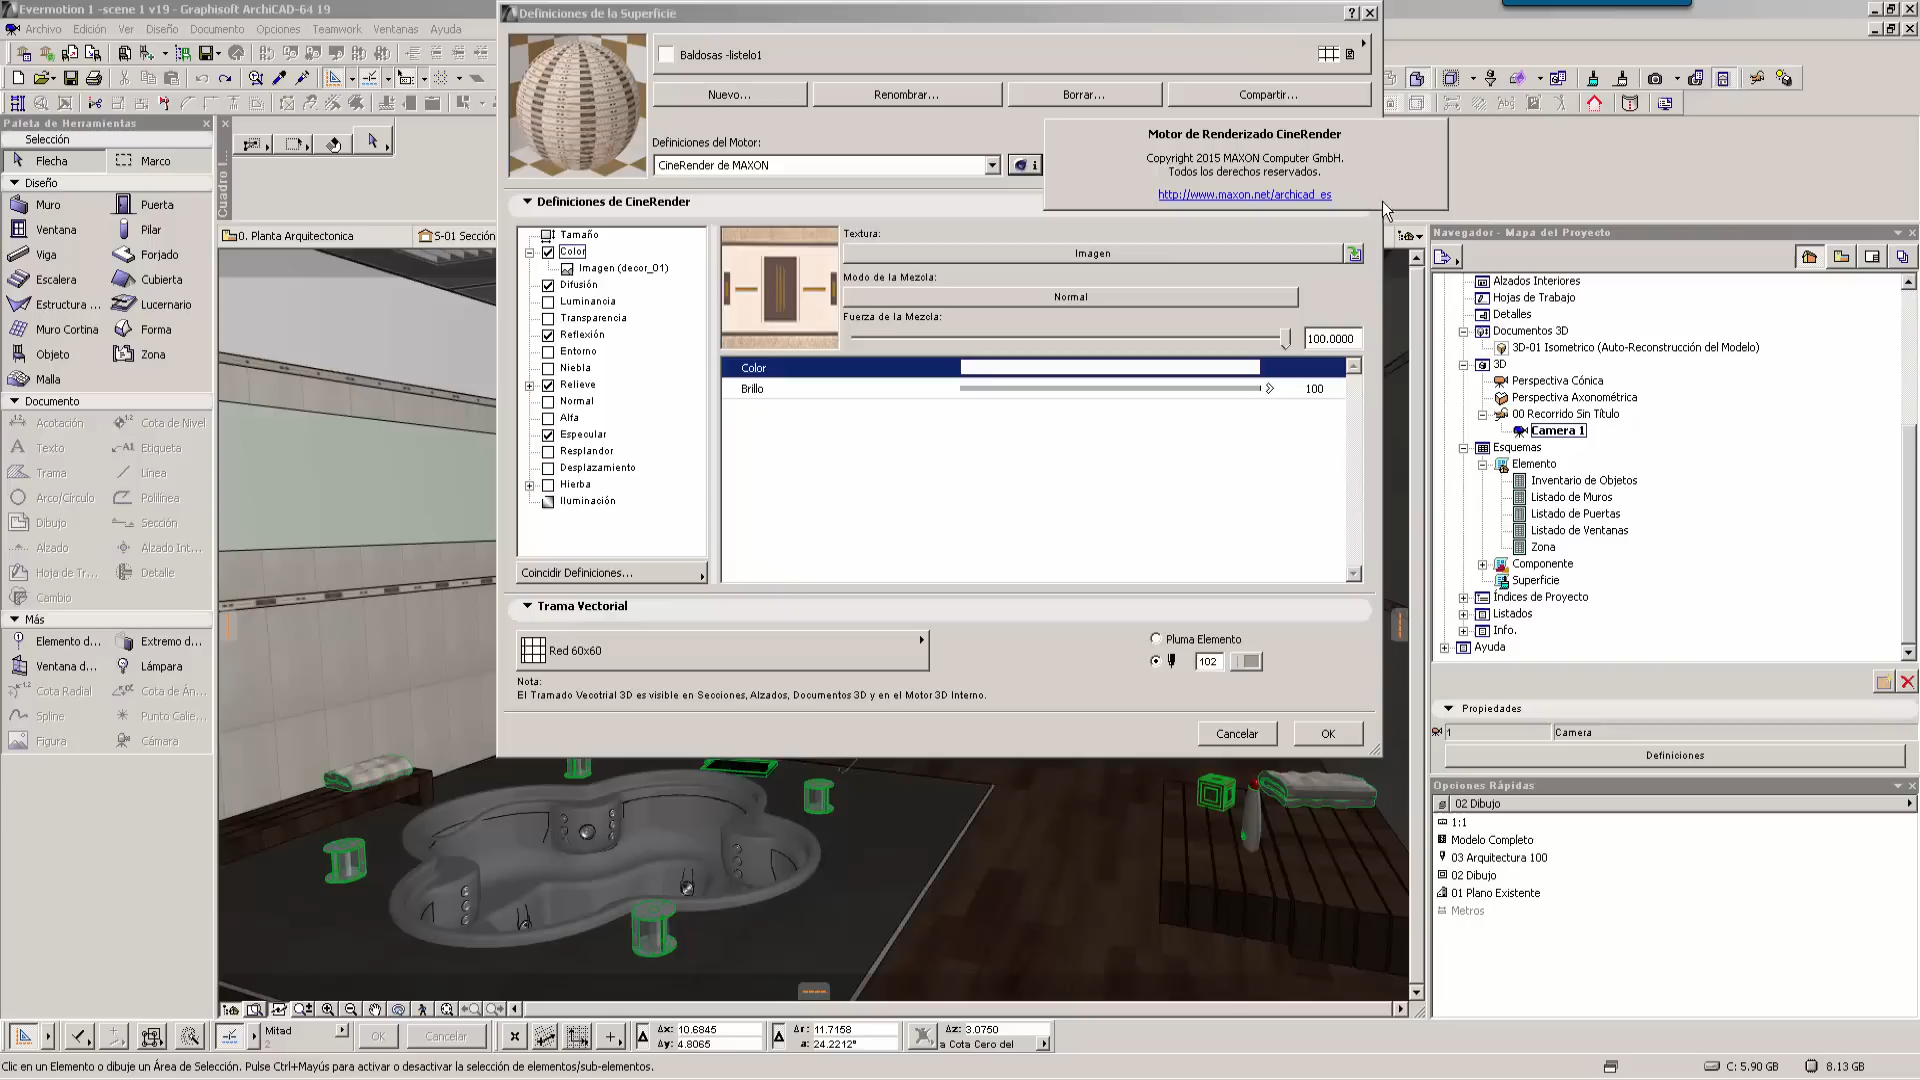 Evermotion 1 -scene 1 v19 - Graphisoft ArchiCAD-64 19
Archivo Edición Ver Diseño Documento Opciones Teamwork Ventanas Ayuda
Paleta de Herramientas
Selección
Flecha Marco
Diseño
Muro Puerta
Ventana Pilar
Viga Forjado
Escalera Cubierta
Estructura ... Lucernario
Muro Cortina Forma
Objeto Zona
Malla
Documento
Acotación Cota de Nivel
Texto Etiqueta
Trama Línea
Arco/Círculo Polilínea
Dibujo Sección
Alzado Alzado Int...
Hoja de Tr... Detalle
Cambio
Más
Elemento d... Extremo d...
Ventana d... Lámpara
Cota Radial Cota de Án...
Spline Punto Calie...
Figura Cámara
0. Planta Arquitectonica
S-01 Sección
Definiciones de la Superficie
Baldosas -listelo1
Nuevo... Renombrar... Borrar... Compartir...
Definiciones del Motor:
CineRender de MAXON
Motor de Renderizado CineRender
Copyright 2015 MAXON Computer GmbH.
Todos los derechos reservados.
http://www.maxon.net/archicad_es
Definiciones de CineRender
Tamaño
Color
Imagen (decor_01)
Difusión
Luminancia
Transparencia
Reflexión
Entorno
Niebla
Relieve
Normal
Alfa
Especular
Resplandor
Desplazamiento
Hierba
Iluminación
Coincidir Definiciones...
Textura:
Imagen
Modo de la Mezcla:
Normal
Fuerza de la Mezcla:
100.0000
Color
Brillo 100
Trama Vectorial
Red 60x60
Pluma Elemento
102
Nota:
El Tramado Vecotrial 3D es visible en Secciones, Alzados, Documentos 3D y en el Motor 3D Interno.
Cancelar OK
Navegador - Mapa del Proyecto
Alzados Interiores
Hojas de Trabajo
Detalles
Documentos 3D
3D-01 Isometrico (Auto-Reconstrucción del Modelo)
3D
Perspectiva Cónica
Perspectiva Axonométrica
00 Recorrido Sin Título
Camera 1
Esquemas
Elemento
Inventario de Objetos
Listado de Muros
Listado de Puertas
Listado de Ventanas
Zona
Componente
Superficie
Índices de Proyecto
Listados
Info.
Ayuda
Propiedades
1 Camera
Definiciones
Opciones Rápidas
02 Dibujo
1:1
Modelo Completo
03 Arquitectura 100
02 Dibujo
01 Plano Existente
Metros
Mitad
2
OK Cancelar
Δx: 10.6845
Δy: 4.8065
Δr: 11.7158
a: 24.2212°
Δz: 3.0750
a Cota Cero del
Clic en un Elemento o dibuje un Área de Selección. Pulse Ctrl+Mayús para activar o desactivar la selección de elementos/sub-elementos.
C: 5.90 GB 8.13 GB